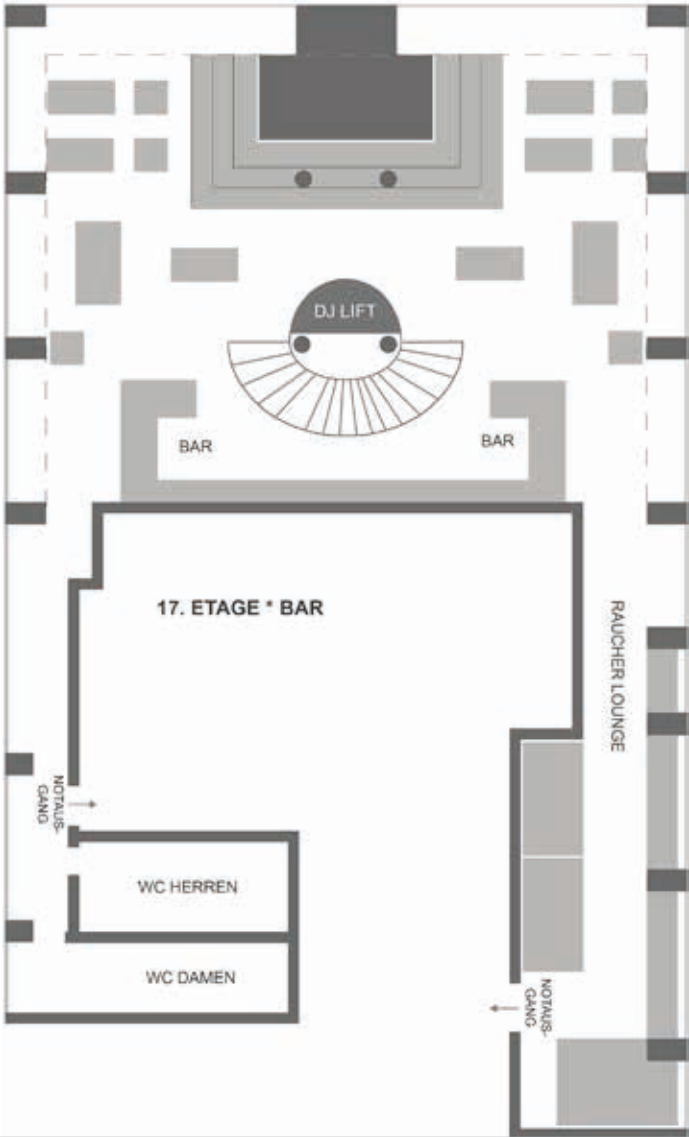 DJ LIFT
BAR
BAR
17. ETAGE * BAR
RAUCHER LOUNGE
NOTAUS-
GANG
WC HERREN
WC DAMEN
NOTAUS-
GANG